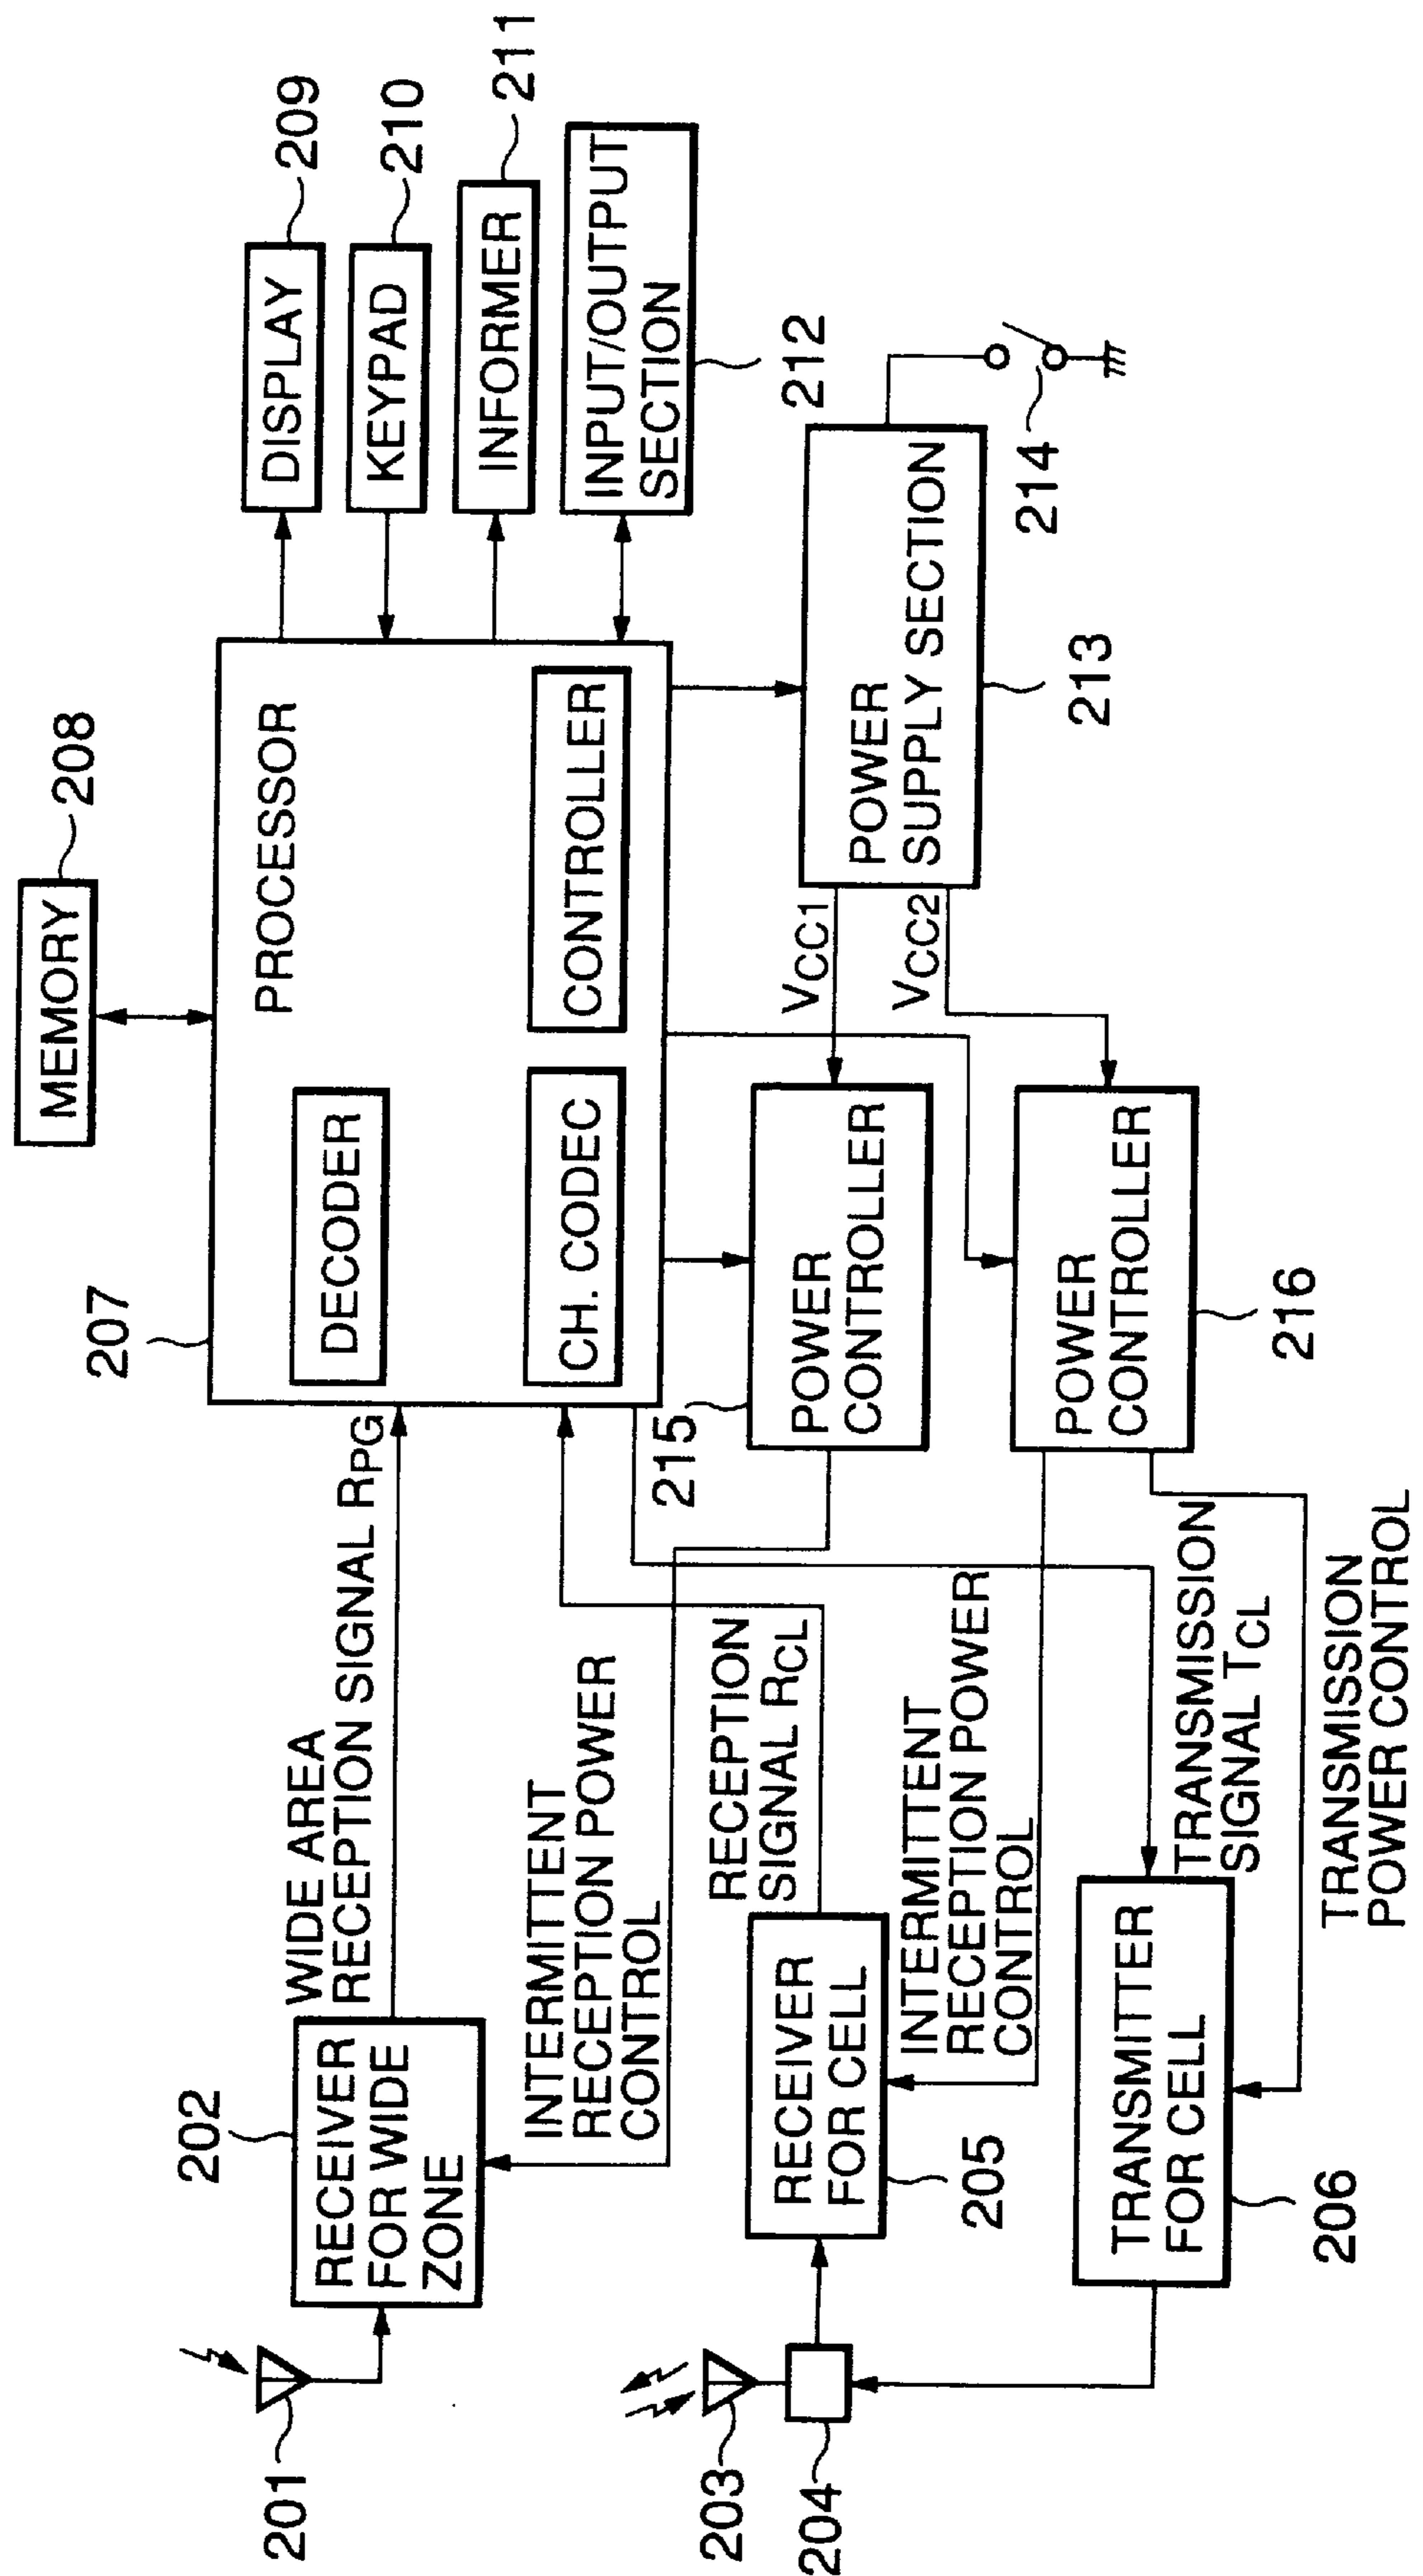 MEMORY
208
207
PROCESSOR
DECODER
CH. CODEC
CONTROLLER
DISPLAY
209
KEYPAD
210
INFORMER
211
INPUT/OUTPUT
SECTION
212
201
202
RECEIVER
FOR WIDE
ZONE
WIDE AREA
RECEPTION SIGNAL RPG
INTERMITTENT
RECEPTION POWER
CONTROL
215
POWER
CONTROLLER
VCC1
VCC2
POWER
SUPPLY SECTION
213
214
203
204
RECEIVER
FOR CELL
205
RECEPTION
SIGNAL RCL
INTERMITTENT
RECEPTION POWER
CONTROL
POWER
CONTROLLER
216
TRANSMITTER
FOR CELL
206
TRANSMISSION
SIGNAL TCL
TRANSMISSION
POWER CONTROL